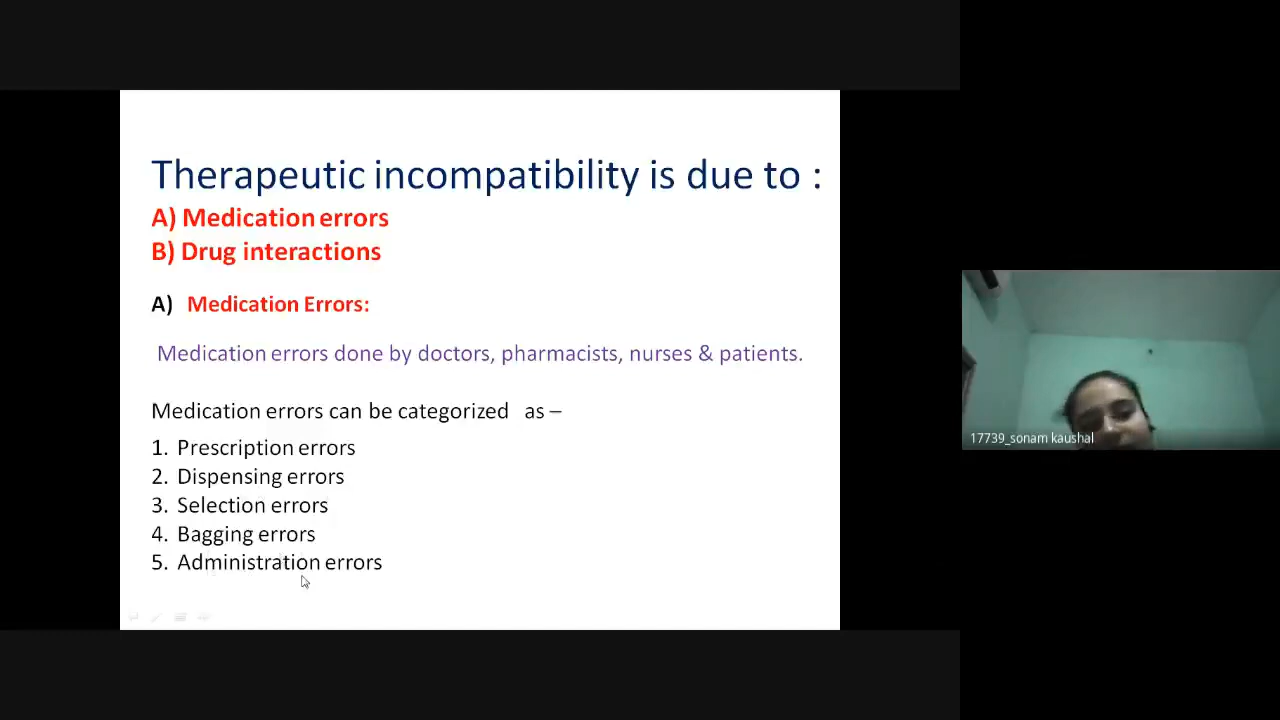 Therapeutic incompatibility is due to :
A) Medication errors
B) Drug interactions
A) Medication Errors:
Medication errors done by doctors, pharmacists, nurses & patients.
Medication errors can be categorized as –
1. Prescription errors
2. Dispensing errors
3. Selection errors
4. Bagging errors
5. Administration errors
17739_sonam kaushal